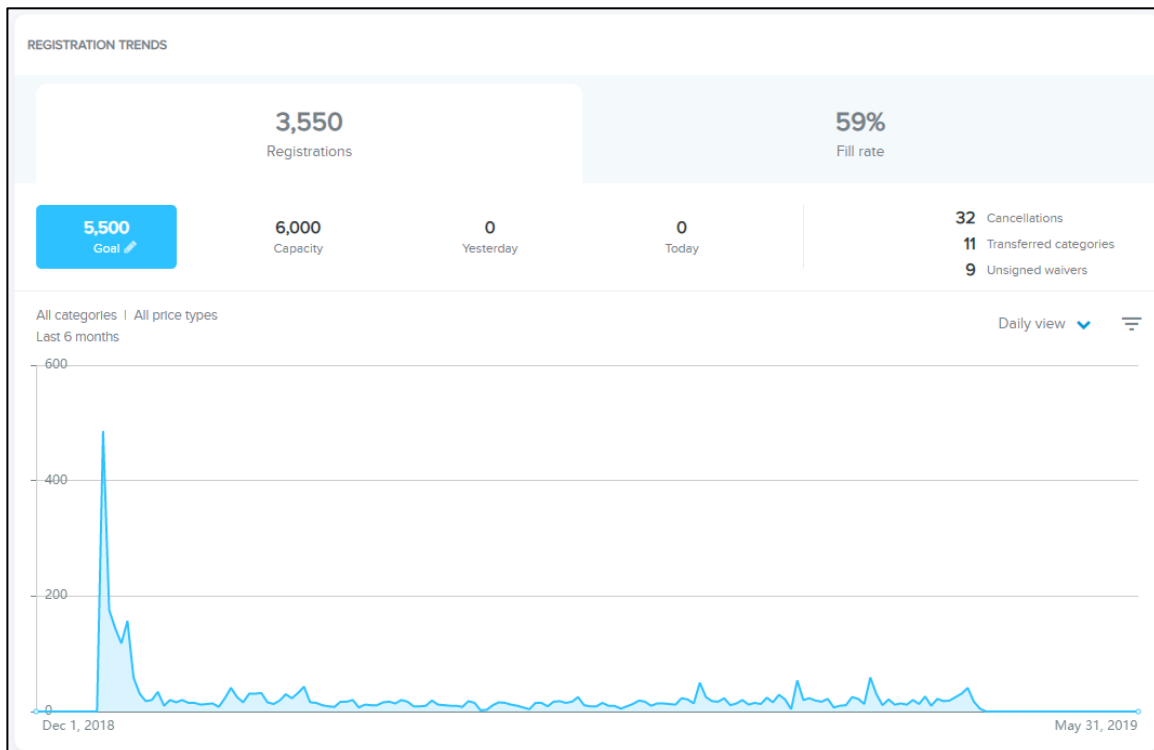 REGISTRATION TRENDS
3,550
Registrations
59%
Fill rate
5,500
Goal
6,000
Capacity
0
Yesterday
0
Today
32 Cancellations
11 Transferred categories
9 Unsigned waivers
All categories | All price types
Last 6 months
Daily view
600
400
200
0
Dec 1, 2018
May 31, 2019